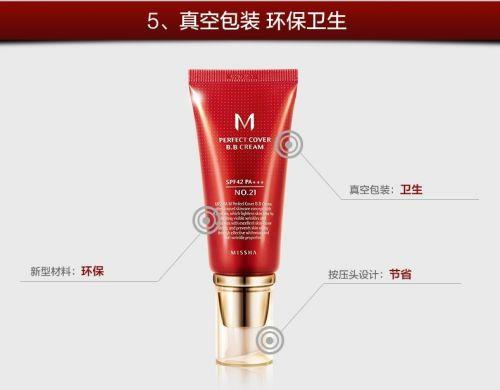 5、真空包装 环保卫生
M
PERFECT COVER
B.B CREAM
SPF42 PA+++
NO.21
MISSHA
真空包装：卫生
新型材料：环保
按压头设计：节省